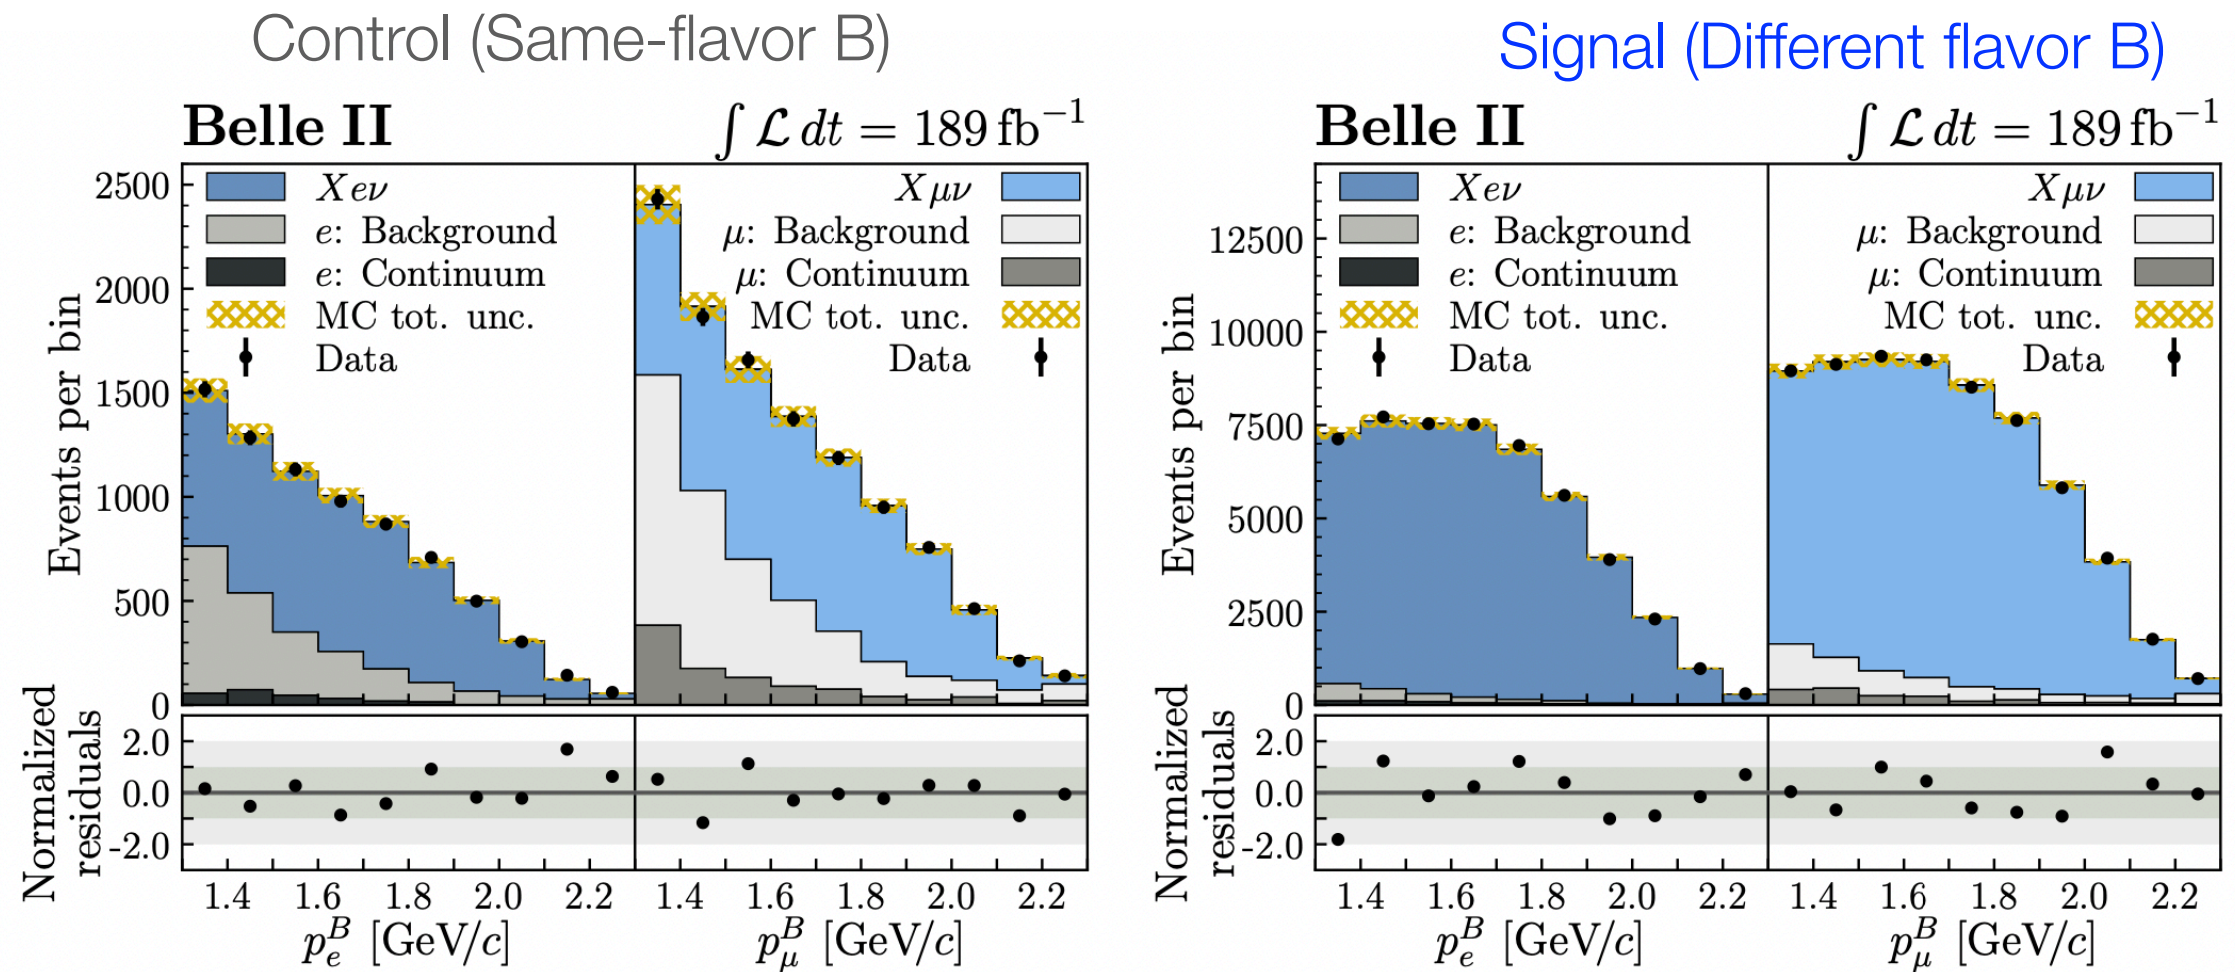 Control (Same-flavor B)
Belle II ∫ ℒ dt = 189 fb⁻¹
Xeν
e: Background
e: Continuum
MC tot. unc.
Data
Xμν
μ: Background
μ: Continuum
MC tot. unc.
Data
Events per bin
2500
2000
1500
1000
500
0
Normalized
residuals
2.0
0.0
-2.0
1.4 1.6 1.8 2.0 2.2 1.4 1.6 1.8 2.0 2.2
p_e^B [GeV/c] p_μ^B [GeV/c]
Signal (Different flavor B)
Belle II ∫ ℒ dt = 189 fb⁻¹
Xeν
e: Background
e: Continuum
MC tot. unc.
Data
Xμν
μ: Background
μ: Continuum
MC tot. unc.
Data
Events per bin
12500
10000
7500
5000
2500
0
Normalized
residuals
2.0
0.0
-2.0
1.4 1.6 1.8 2.0 2.2 1.4 1.6 1.8 2.0 2.2
p_e^B [GeV/c] p_μ^B [GeV/c]